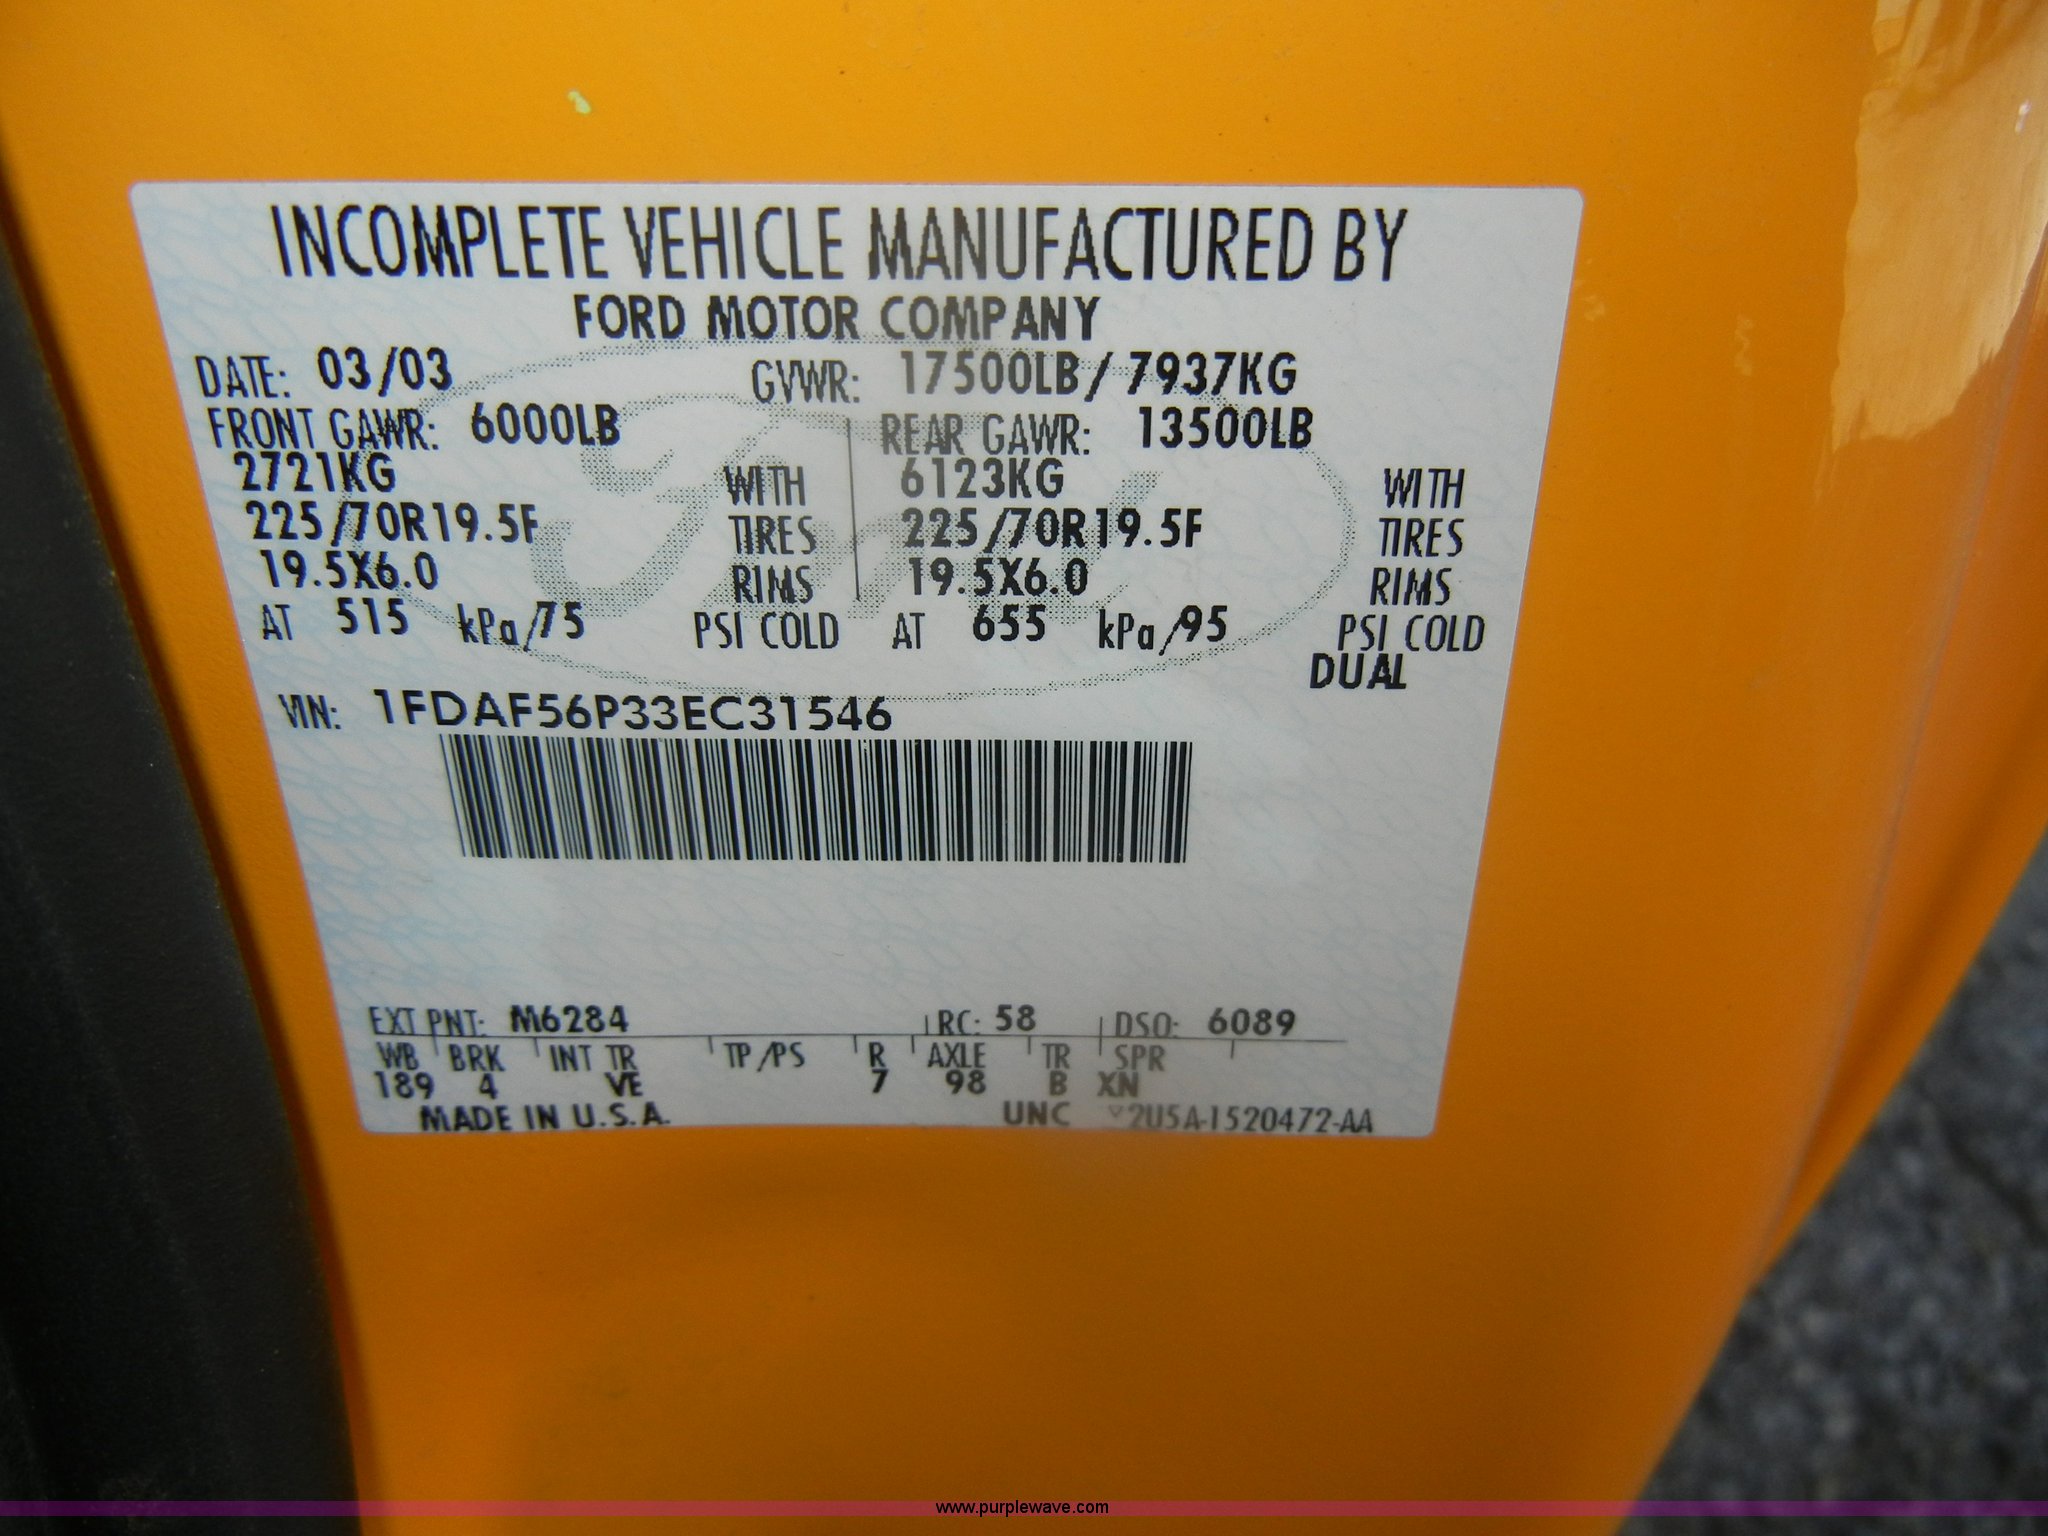 INCOMPLETE VEHICLE MANUFACTURED BY
FORD MOTOR COMPANY
DATE: 03/03 GVWR: 17500LB/ 7937KG
FRONT GAWR: 6000LB REAR GAWR: 13500LB
2721KG WITH 6123KG WITH
225/70R19.5F TIRES 225/70R19.5F TIRES
19.5X6.0 RIMS 19.5X6.0 RIMS
AT 515 kPa/75 PSI COLD AT 655 kPa/95 PSI COLD
DUAL
VIN: 1FDAF56P33EC31546
EXT PNT: M6284 RC: 58 DSO: 6089
WB BRK INT TR TP/PS R AXLE TR SPR
189 4 VE 7 98 B XN
MADE IN U.S.A. UNC 2U5A-1520472-AA
www.purplewave.com